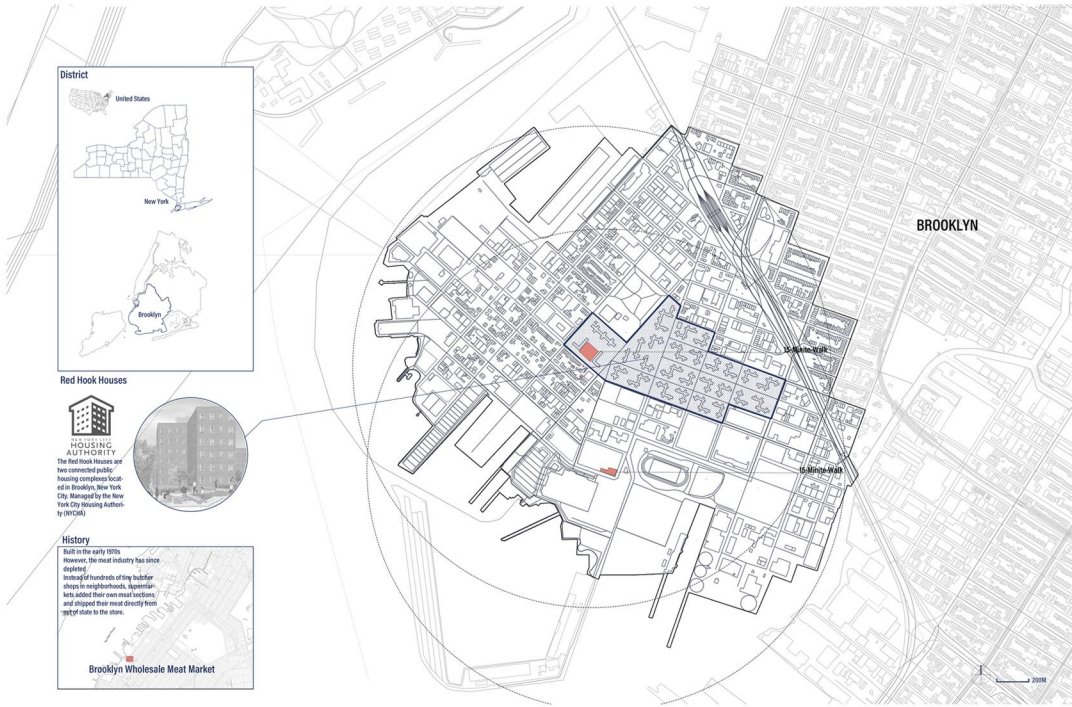 District
United States
New York
Brooklyn
BROOKLYN
15-Minite-Walk
15-Minite-Walk
Red Hook Houses
NEW YORK CITY
HOUSING
AUTHORITY
The Red Hook Houses are
two connected public
housing complexes locat-
ed in Brooklyn, New York
City. Managed by the New
York City Housing Authori-
ty (NYCHA)
History
Built in the early 1970s
However, the meat industry has since
depleted
Instead of hundreds of tiny butcher
shops in neighborhoods, supermar-
kets added their own meat sections
and shipped their meat directly from
out of state to the store.
Brooklyn Wholesale Meat Market
200M